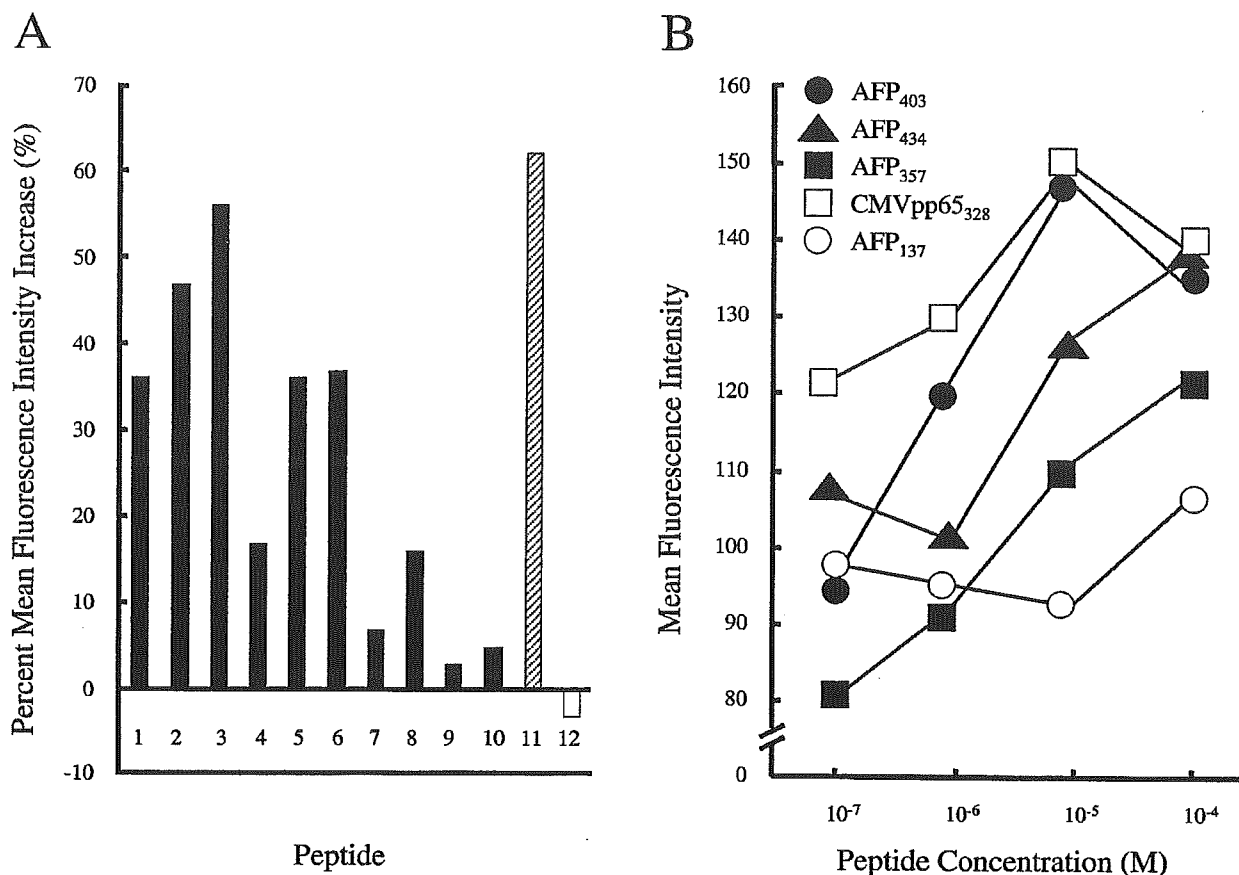 A
Percent Mean Fluorescence Intensity Increase (%)
70
60
50
40
30
20
10
0
-10
1 2 3 4 5 6 7 8 9 10 11 12
Peptide
B
Mean Fluorescence Intensity
160
150
140
130
120
110
100
90
80
0
AFP₄₀₃
AFP₄₃₄
AFP₃₅₇
CMVpp65₃₂₈
AFP₁₃₇
10⁻⁷ 10⁻⁶ 10⁻⁵ 10⁻⁴
Peptide Concentration (M)